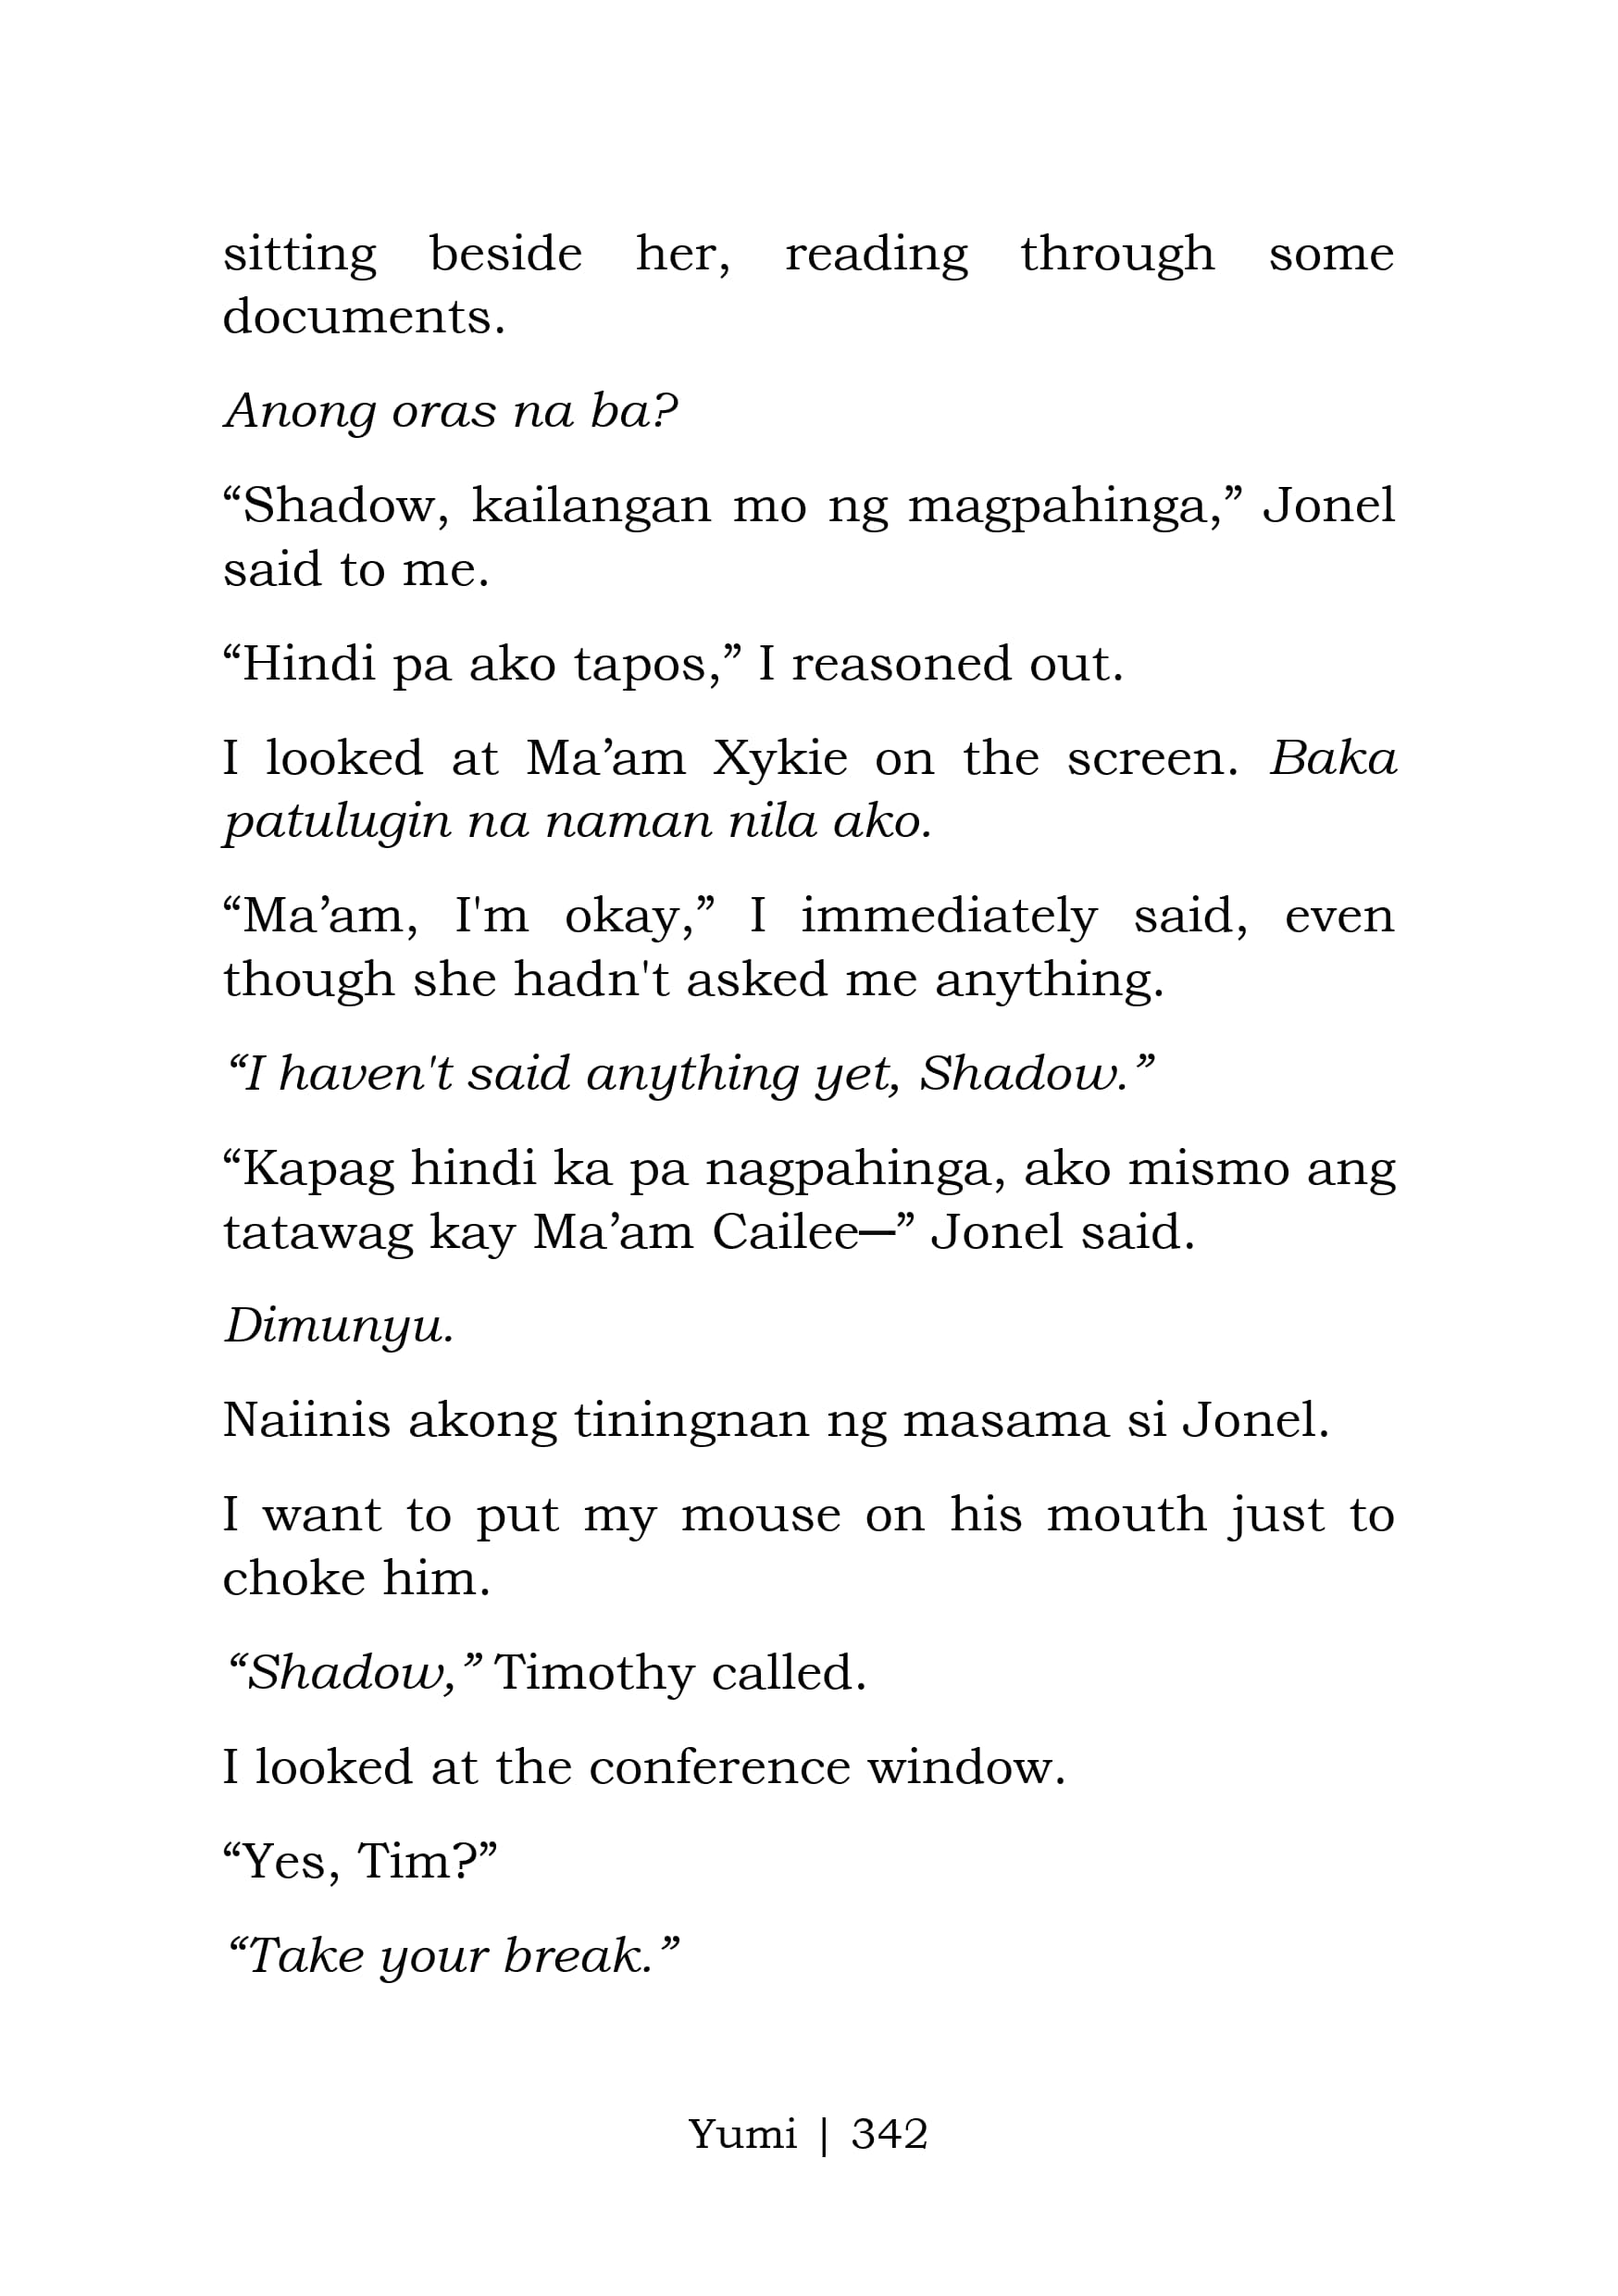 sitting beside her, reading through some
documents.
Anong oras na ba?
“Shadow, kailangan mo ng magpahinga,” Jonel
said to me.
“Hindi pa ako tapos,” I reasoned out.
I looked at Ma’am Xykie on the screen. Baka
patulugin na naman nila ako.
“Ma’am, I'm okay,” I immediately said, even
though she hadn't asked me anything.
“I haven't said anything yet, Shadow.”
“Kapag hindi ka pa nagpahinga, ako mismo ang
tatawag kay Ma’am Cailee—” Jonel said.
Dimunyu.
Naiinis akong tiningnan ng masama si Jonel.
I want to put my mouse on his mouth just to
choke him.
“Shadow,” Timothy called.
I looked at the conference window.
“Yes, Tim?”
“Take your break.”
Yumi | 342